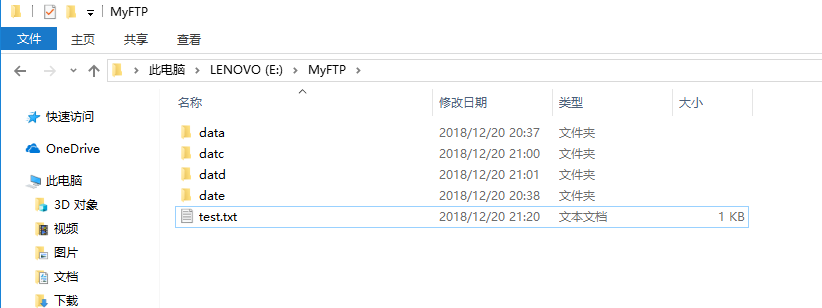 MyFTP
文件 主页 共享 查看
此电脑 LENOVO (E:) MyFTP
名称 修改日期 类型 大小
快速访问
OneDrive
此电脑
3D 对象
视频
图片
文档
下载
data 2018/12/20 20:37 文件夹
datc 2018/12/20 21:00 文件夹
datd 2018/12/20 21:01 文件夹
date 2018/12/20 20:38 文件夹
test.txt 2018/12/20 21:20 文本文档 1 KB